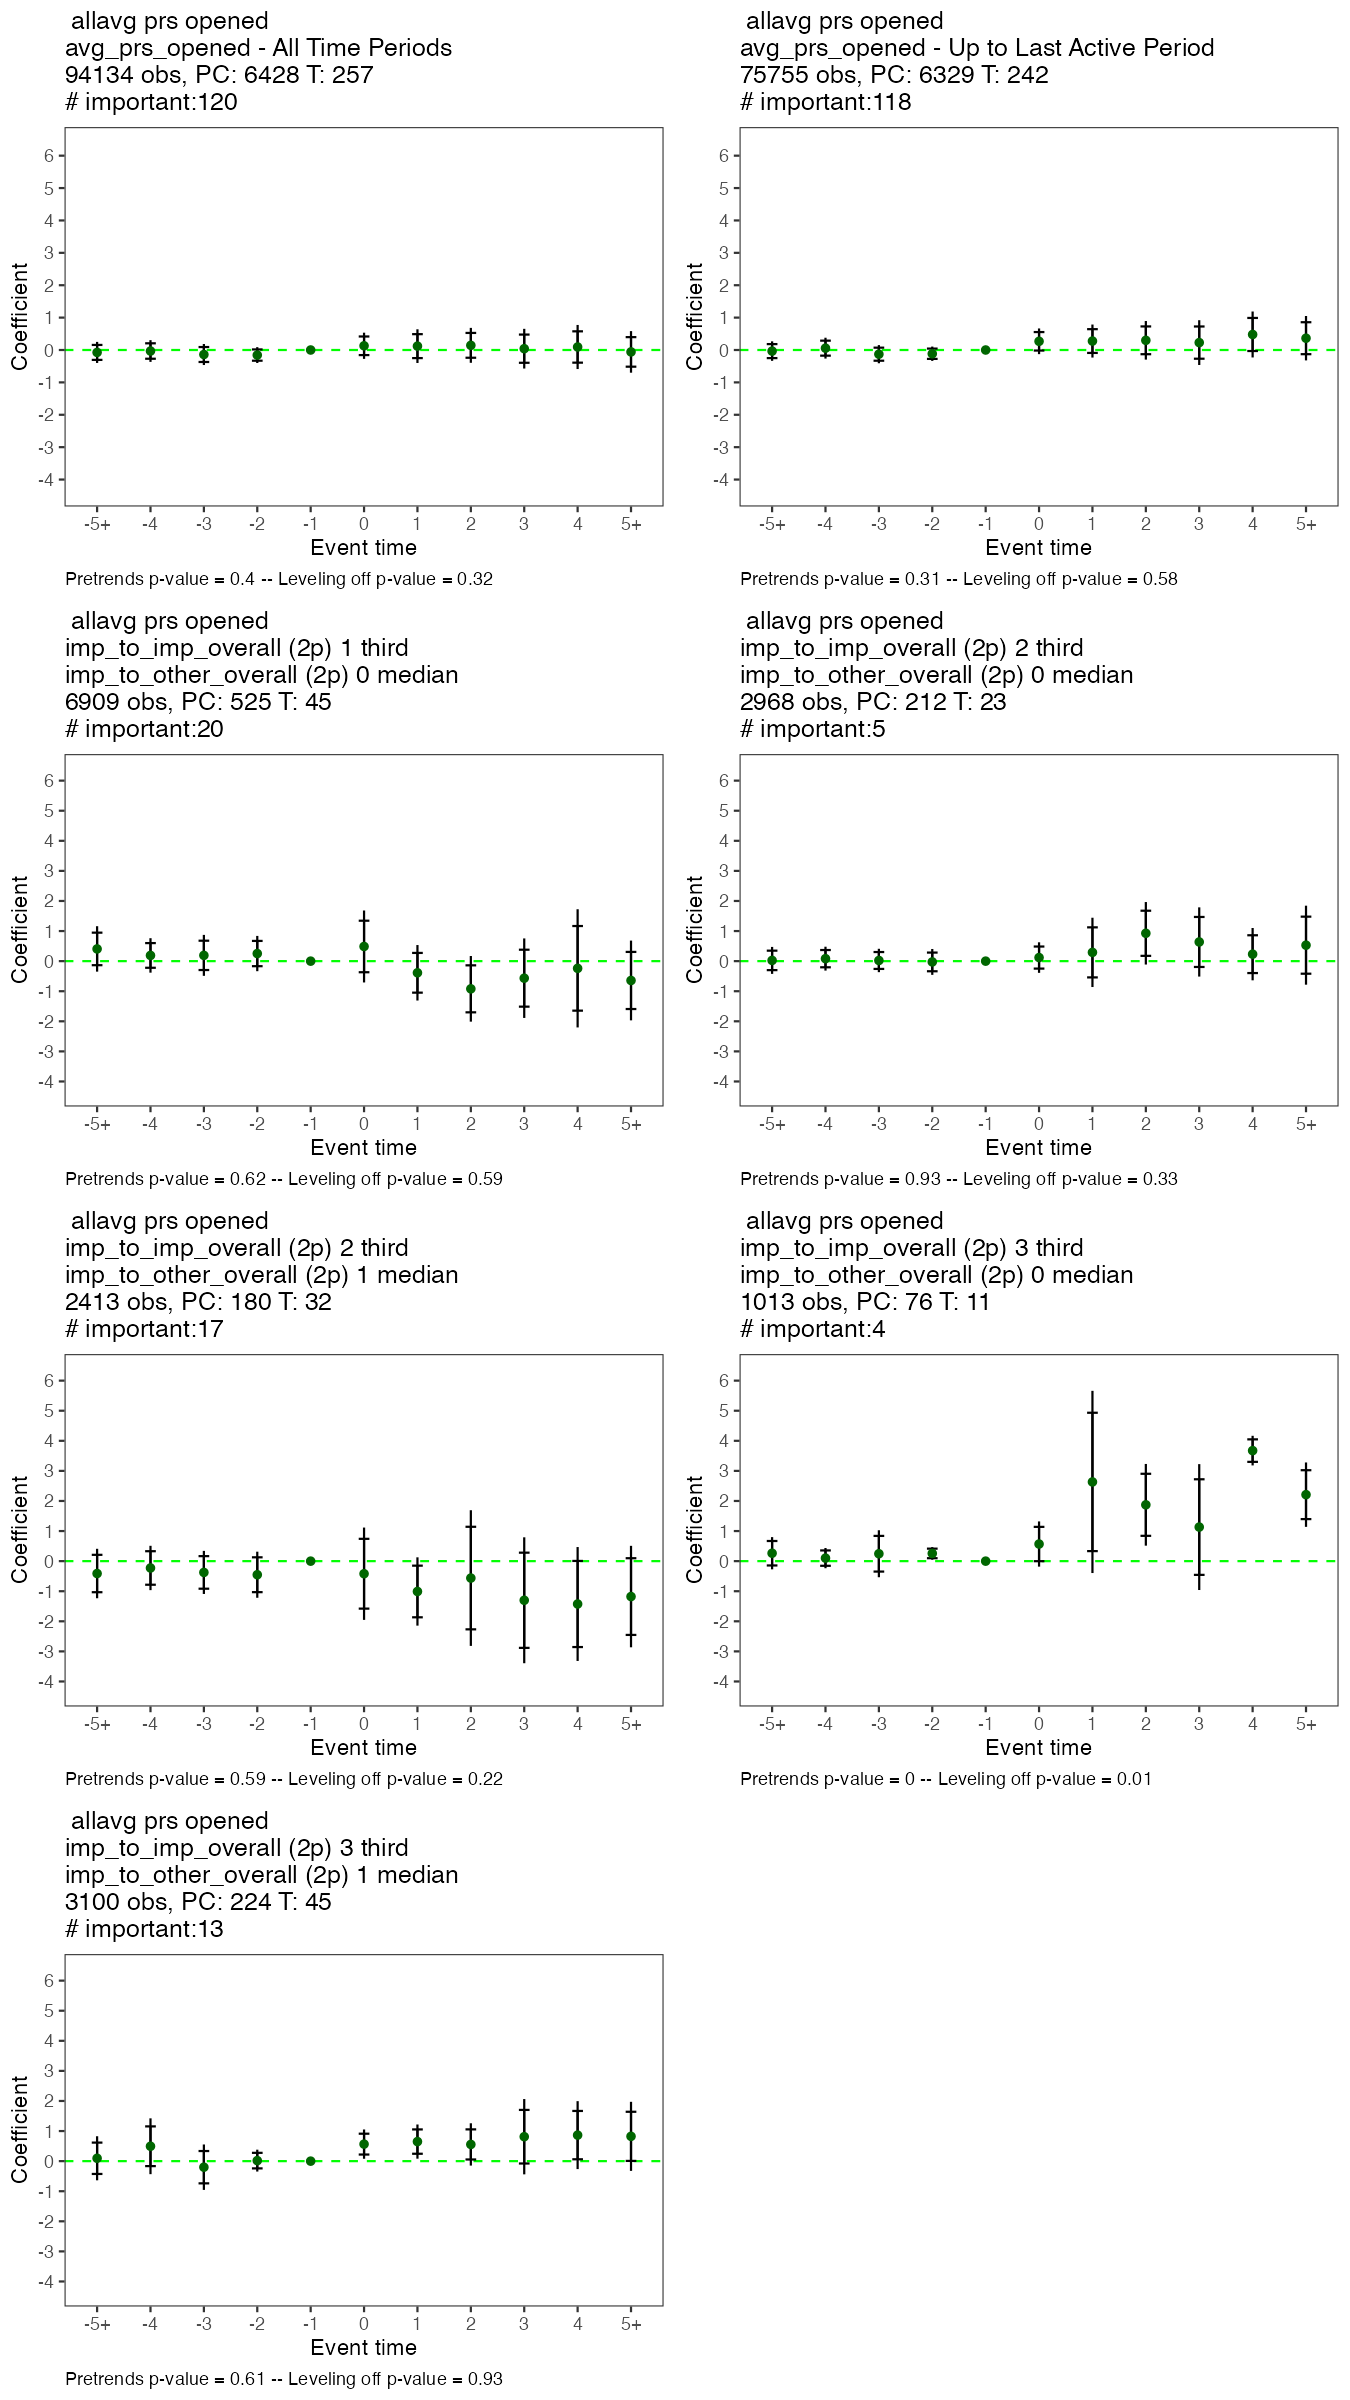 allavg prs opened
avg_prs_opened - All Time Periods
94134 obs, PC: 6428 T: 257
# important:120
Coefficient
6
5
4
3
2
1
0
-1
-2
-3
-4
-5+ -4 -3 -2 -1 0 1 2 3 4 5+
Event time
Pretrends p-value = 0.4 -- Leveling off p-value = 0.32
allavg prs opened
avg_prs_opened - Up to Last Active Period
75755 obs, PC: 6329 T: 242
# important:118
Coefficient
6
5
4
3
2
1
0
-1
-2
-3
-4
-5+ -4 -3 -2 -1 0 1 2 3 4 5+
Event time
Pretrends p-value = 0.31 -- Leveling off p-value = 0.58
allavg prs opened
imp_to_imp_overall (2p) 1 third
imp_to_other_overall (2p) 0 median
6909 obs, PC: 525 T: 45
# important:20
Coefficient
6
5
4
3
2
1
0
-1
-2
-3
-4
-5+ -4 -3 -2 -1 0 1 2 3 4 5+
Event time
Pretrends p-value = 0.62 -- Leveling off p-value = 0.59
allavg prs opened
imp_to_imp_overall (2p) 2 third
imp_to_other_overall (2p) 0 median
2968 obs, PC: 212 T: 23
# important:5
Coefficient
6
5
4
3
2
1
0
-1
-2
-3
-4
-5+ -4 -3 -2 -1 0 1 2 3 4 5+
Event time
Pretrends p-value = 0.93 -- Leveling off p-value = 0.33
allavg prs opened
imp_to_imp_overall (2p) 2 third
imp_to_other_overall (2p) 1 median
2413 obs, PC: 180 T: 32
# important:17
Coefficient
6
5
4
3
2
1
0
-1
-2
-3
-4
-5+ -4 -3 -2 -1 0 1 2 3 4 5+
Event time
Pretrends p-value = 0.59 -- Leveling off p-value = 0.22
allavg prs opened
imp_to_imp_overall (2p) 3 third
imp_to_other_overall (2p) 0 median
1013 obs, PC: 76 T: 11
# important:4
Coefficient
6
5
4
3
2
1
0
-1
-2
-3
-4
-5+ -4 -3 -2 -1 0 1 2 3 4 5+
Event time
Pretrends p-value = 0 -- Leveling off p-value = 0.01
allavg prs opened
imp_to_imp_overall (2p) 3 third
imp_to_other_overall (2p) 1 median
3100 obs, PC: 224 T: 45
# important:13
Coefficient
6
5
4
3
2
1
0
-1
-2
-3
-4
-5+ -4 -3 -2 -1 0 1 2 3 4 5+
Event time
Pretrends p-value = 0.61 -- Leveling off p-value = 0.93